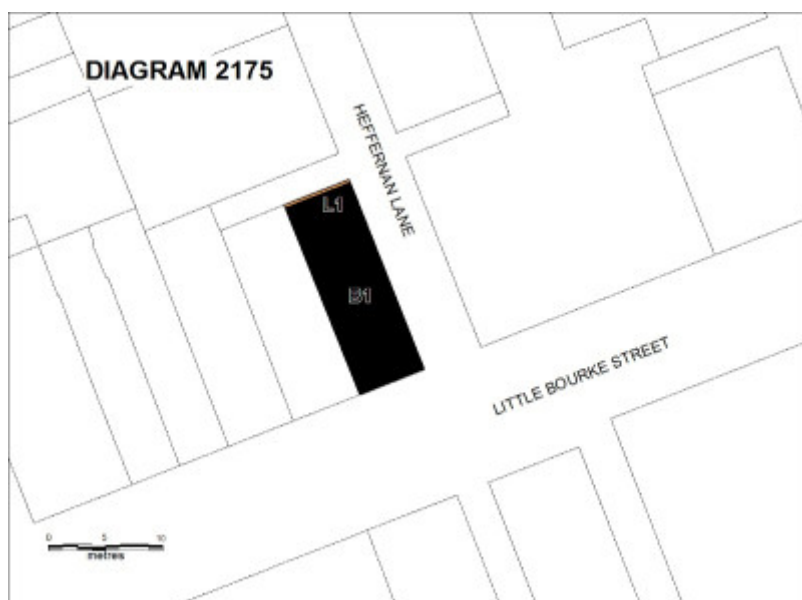 DIAGRAM 2175
HEFFERNAN LANE
L1
B1
LITTLE BOURKE STREET
0 5 10
metres